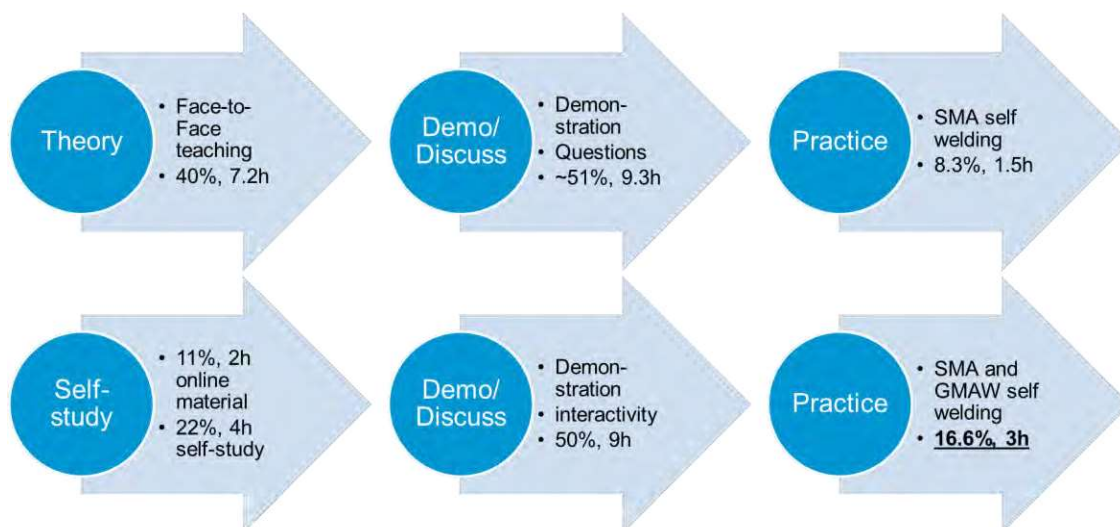 Theory
• Face-to-
Face
teaching
• 40%, 7.2h
Demo/
Discuss
• Demon-
stration
• Questions
• ~51%, 9.3h
Practice
• SMA self
welding
• 8.3%, 1.5h
Self-
study
• 11%, 2h
online
material
• 22%, 4h
self-study
Demo/
Discuss
• Demon-
stration
• interactivity
• 50%, 9h
Practice
• SMA and
GMAW self
welding
• 16.6%, 3h